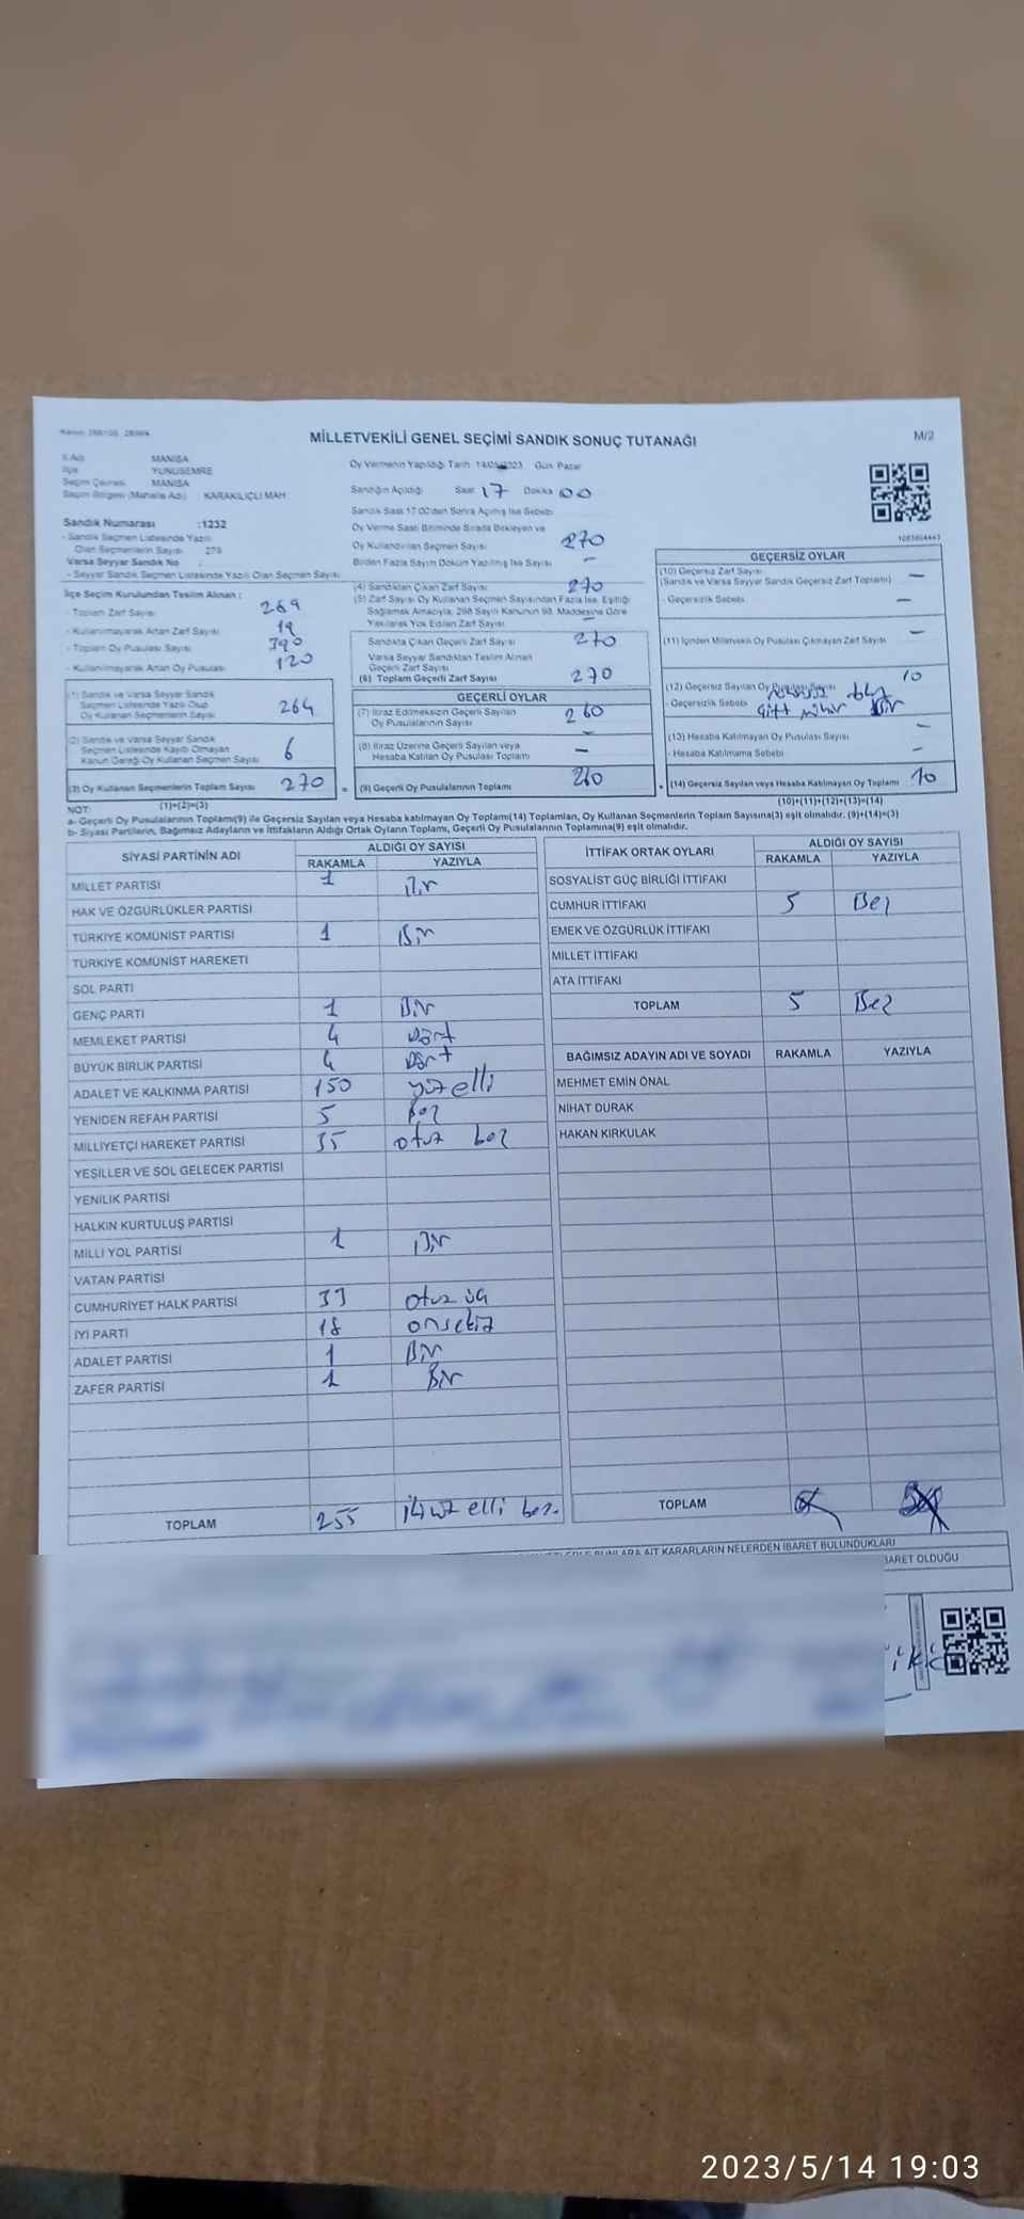 MİLLETVEKİLİ GENEL SEÇİMİ SANDIK SONUÇ TUTANAĞI
M/2
İl Adı MANİSA
İlçe YUNUSEMRE
Seçim Çevresi MANİSA
Seçim Bölgesi (Mahalle Adı) KARAKILIÇLI MAH.
Sandık Numarası :1232
- Sandık Seçmen Listesinde Yazılı
Olan Seçmenlerin Sayısı
Varsa Seyyar Sandık No
- Seyyar Sandık Seçmen Listesinde Yazılı Olan Seçmen Sayısı
İlçe Seçim Kurulundan Teslim Alınan :
- Toplam Zarf Sayısı 289
- Kullanılmayarak Artan Zarf Sayısı 19
- Toplam Oy Pusulası Sayısı 390
- Kullanılmayarak Artan Oy Pusulası 120
(1) Sandık ve Varsa Seyyar Sandık
Seçmen Listesinde Yazılı Olup
Oy Kullanan Seçmenlerin Sayısı 264
(2) Sandık ve Varsa Seyyar Sandık
Seçmen Listesinde Kayıtlı Olmayan
Kanun Gereği Oy Kullanan Seçmen Sayısı 6
(3) Oy Kullanan Seçmenlerin Toplam Sayısı 270
(1)+(2)=(3)
Oy Vermenin Yapıldığı Tarih 14/05/2023 Gün Pazar
Sandığın Açıldığı Saat 17 Dakika 00
Sandık Saat 17:00'den Sonra Açılmış İse Sebebi
Oy Verme Saati Bitiminde Sırada Bekleyen ve
Oy Kullandırılan Seçmen Sayısı 270
Birden Fazla Sayım Döküm Yapılmış İse Sayısı -
(4) Sandıktan Çıkan Zarf Sayısı 270
(5) Zarf Sayısı Oy Kullanan Seçmen Sayısından Fazla İse, Eşitliği
Sağlamak Amacıyla, 298 Sayılı Kanunun 98. Maddesine Göre
Yakılarak Yok Edilen Zarf Sayısı -
Sandıkta Çıkan Geçerli Zarf Sayısı 270
Varsa Seyyar Sandıktan Teslim Alınan
Geçerli Zarf Sayısı
(6) Toplam Geçerli Zarf Sayısı 270
GEÇERLİ OYLAR
(7) İtiraz Edilmeksizin Geçerli Sayılan
Oy Pusulalarının Sayısı 260
(8) İtiraz Üzerine Geçerli Sayılan veya
Hesaba Katılan Oy Pusulası Toplamı -
(9) Geçerli Oy Pusulalarının Toplamı 260
GEÇERSİZ OYLAR
(10) Geçersiz Zarf Sayısı
(Sandık ve Varsa Seyyar Sandık Geçersiz Zarf Toplamı) -
- Geçersizlik Sebebi -
(11) İçinden Milletvekili Oy Pusulası Çıkmayan Zarf Sayısı -
(12) Geçersiz Sayılan Oy Pusulası Sayısı 10
- Geçersizlik Sebebi Çift mühür
(13) Hesaba Katılmayan Oy Pusulası Sayısı -
- Hesaba Katılmama Sebebi -
(14) Geçersiz Sayılan veya Hesaba Katılmayan Oy Toplamı 10
(10)+(11)+(12)+(13)=(14)
NOT:
a- Geçerli Oy Pusulalarının Toplamı(9) ile Geçersiz Sayılan veya Hesaba katılmayan Oy Toplamı(14) Toplamları, Oy Kullanan Seçmenlerin Toplam Sayısına(3) eşit olmalıdır. (9)+(14)=(3)
b- Siyasi Partilerin, Bağımsız Adayların ve İttifakların Aldığı Ortak Oyların Toplamı, Geçerli Oy Pusulalarının Toplamına(9) eşit olmalıdır.
SİYASİ PARTİNİN ADI ALDIĞI OY SAYISI
RAKAMLA YAZIYLA
MİLLET PARTİSİ 1 Bir
HAK VE ÖZGÜRLÜKLER PARTİSİ
TÜRKİYE KOMÜNİST PARTİSİ 1 Bir
TÜRKİYE KOMÜNİST HAREKETİ
SOL PARTİ
GENÇ PARTİ 1 Bir
MEMLEKET PARTİSİ 4 Dört
BÜYÜK BİRLİK PARTİSİ 4 Dört
ADALET VE KALKINMA PARTİSİ 150 yüz elli
YENİDEN REFAH PARTİSİ 5 Beş
MİLLİYETÇİ HAREKET PARTİSİ 35 otuz beş
YEŞİLLER VE SOL GELECEK PARTİSİ
YENİLİK PARTİSİ
HALKIN KURTULUŞ PARTİSİ
MİLLİ YOL PARTİSİ 1 Bir
VATAN PARTİSİ
CUMHURİYET HALK PARTİSİ 33 otuz üç
İYİ PARTİ 18 onsekiz
ADALET PARTİSİ 1 Bir
ZAFER PARTİSİ 1 Bir
TOPLAM 255 iki yüz elli beş
İTTİFAK ORTAK OYLARI ALDIĞI OY SAYISI
RAKAMLA YAZIYLA
SOSYALİST GÜÇ BİRLİĞİ İTTİFAKI
CUMHUR İTTİFAKI 5 Beş
EMEK VE ÖZGÜRLÜK İTTİFAKI
MİLLET İTTİFAKI
ATA İTTİFAKI
TOPLAM 5 Beş
BAĞIMSIZ ADAYIN ADI VE SOYADI RAKAMLA YAZIYLA
MEHMET EMİN ÖNAL
NİHAT DURAK
HAKAN KIRKULAK
TOPLAM
AİT KARARLARIN NELERDEN İBARET BULUNDUKLARI
İBARET OLDUĞU
2023/5/14 19:03